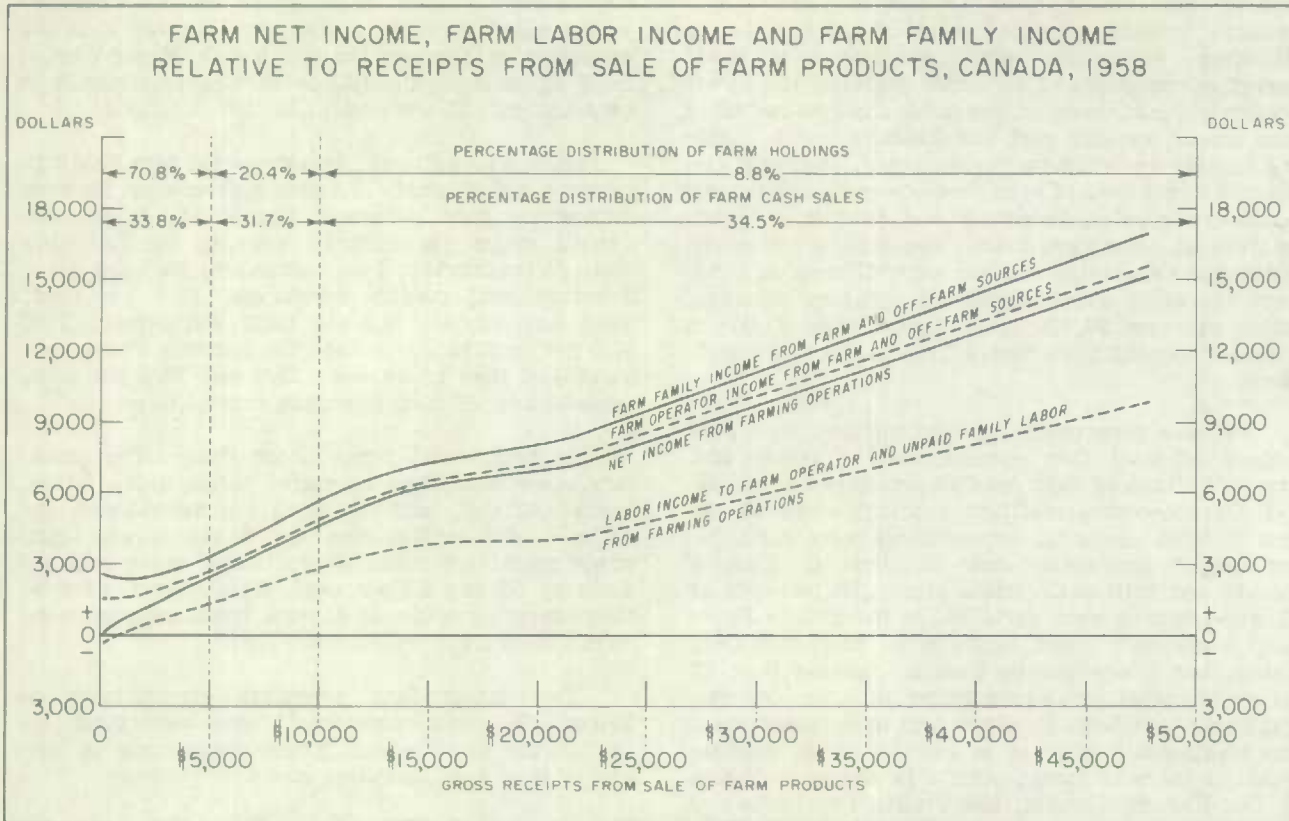 FARM NET INCOME, FARM LABOR INCOME AND FARM FAMILY INCOME
RELATIVE TO RECEIPTS FROM SALE OF FARM PRODUCTS, CANADA, 1958
DOLLARS
DOLLARS
PERCENTAGE DISTRIBUTION OF FARM HOLDINGS
70.8% 20.4% 8.8%
PERCENTAGE DISTRIBUTION OF FARM CASH SALES
33.8% 31.7% 34.5%
18,000
15,000
12,000
9,000
6,000
3,000
+
0
−
3,000
18,000
15,000
12,000
9,000
6,000
3,000
+
0
−
3,000
FARM FAMILY INCOME FROM FARM AND OFF-FARM SOURCES
FARM OPERATOR INCOME FROM FARM AND OFF-FARM SOURCES
NET INCOME FROM FARMING OPERATIONS
LABOR INCOME TO FARM OPERATOR AND UNPAID FAMILY LABOR
FROM FARMING OPERATIONS
0 $10,000 $20,000 $30,000 $40,000 $50,000
$5,000 $15,000 $25,000 $35,000 $45,000
GROSS RECEIPTS FROM SALE OF FARM PRODUCTS